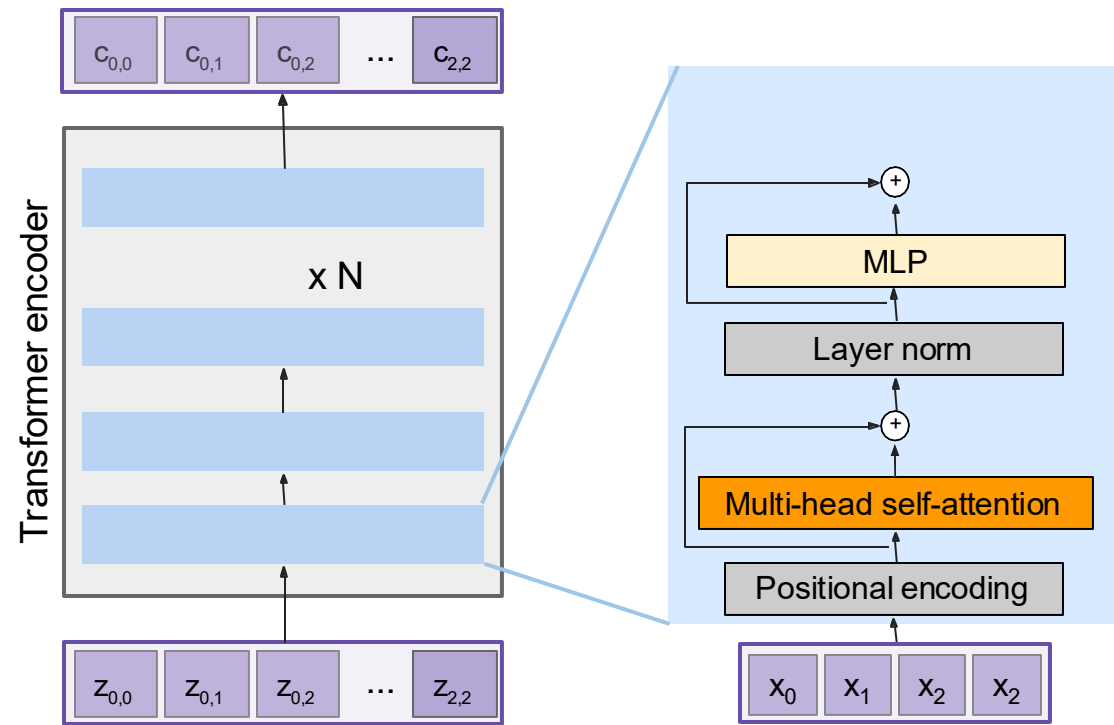 c0,0 c0,1 c0,2 ... c2,2
Transformer encoder
x N
z0,0 z0,1 z0,2 ... z2,2
+
MLP
Layer norm
+
Multi-head self-attention
Positional encoding
x0 x1 x2 x2